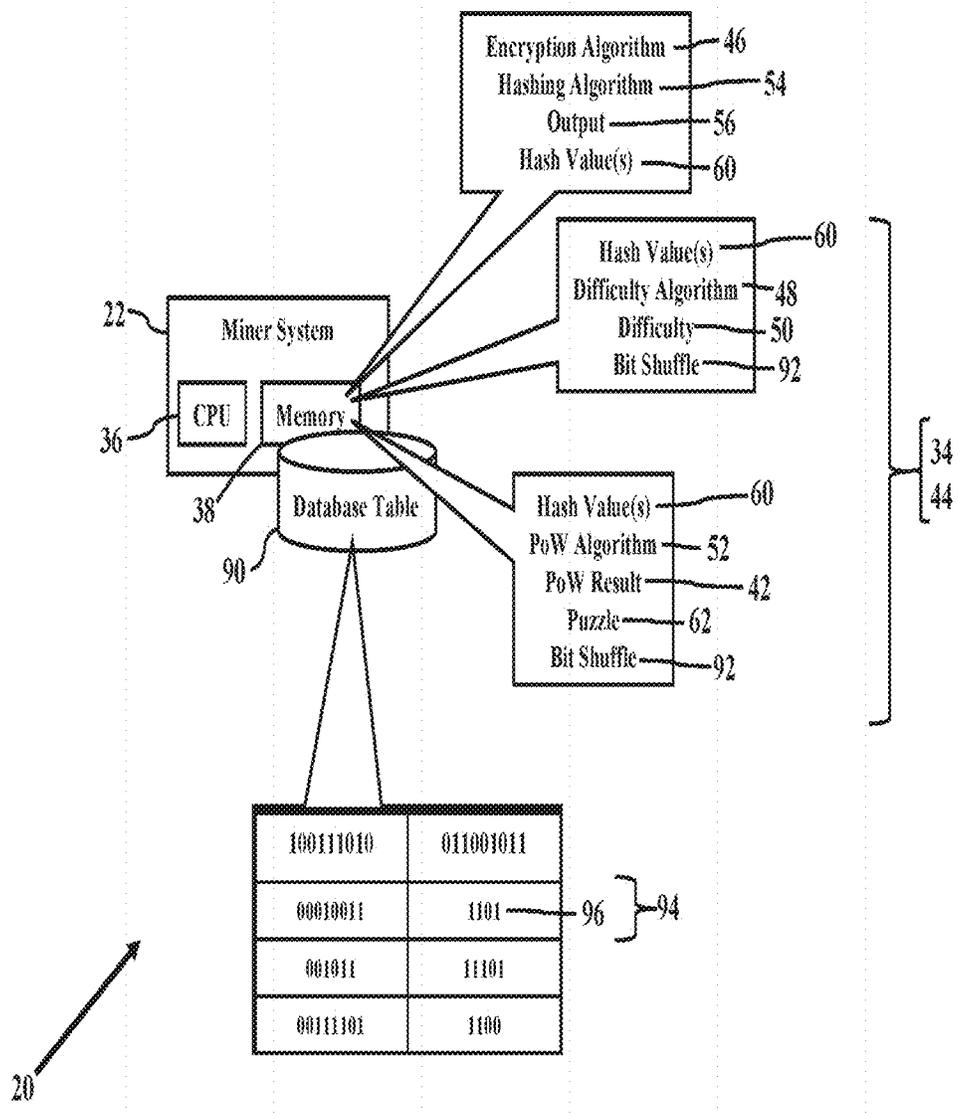 Encryption Algorithm 46
Hashing Algorithm 54
Output 56
Hash Value(s) 60
Hash Value(s) 60
Difficulty Algorithm 48
Difficulty 50
Bit Shuffle 92
22
Miner System
CPU
Memory
36
38
Database Table
90
34
44
Hash Value(s) 60
PoW Algorithm 52
PoW Result 42
Puzzle 62
Bit Shuffle 92
100111010 011001011
00010011 1101 96 94
001011 11101
00111101 1100
20